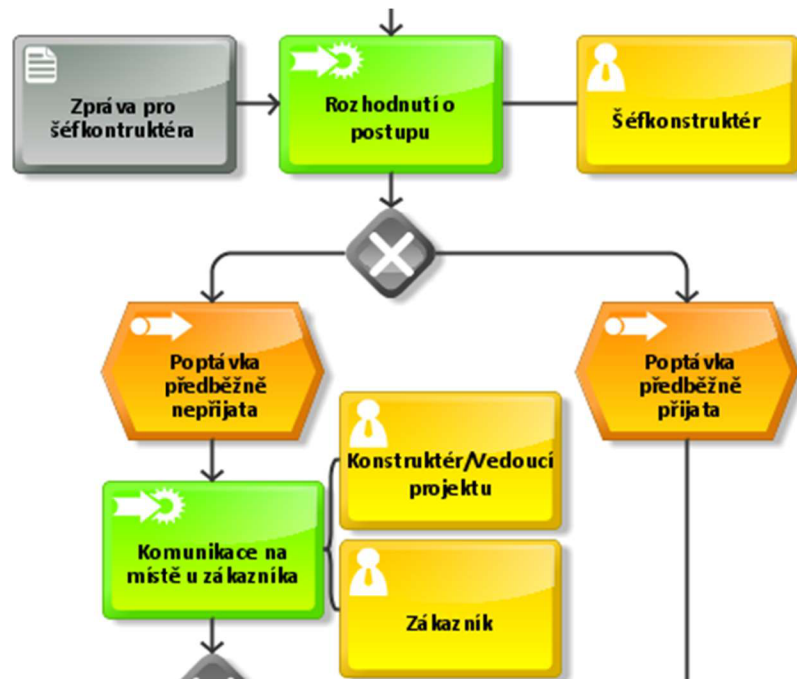 Zpráva pro
šéfkontruktéra
Rozhodnutí o
postupu
Šéfkonstruktér
Poptávka
předběžně
nepřijata
Poptávka
předběžně
přijata
Konstruktér/Vedoucí
projektu
Komunikace na
místě u zákazníka
Zákazník